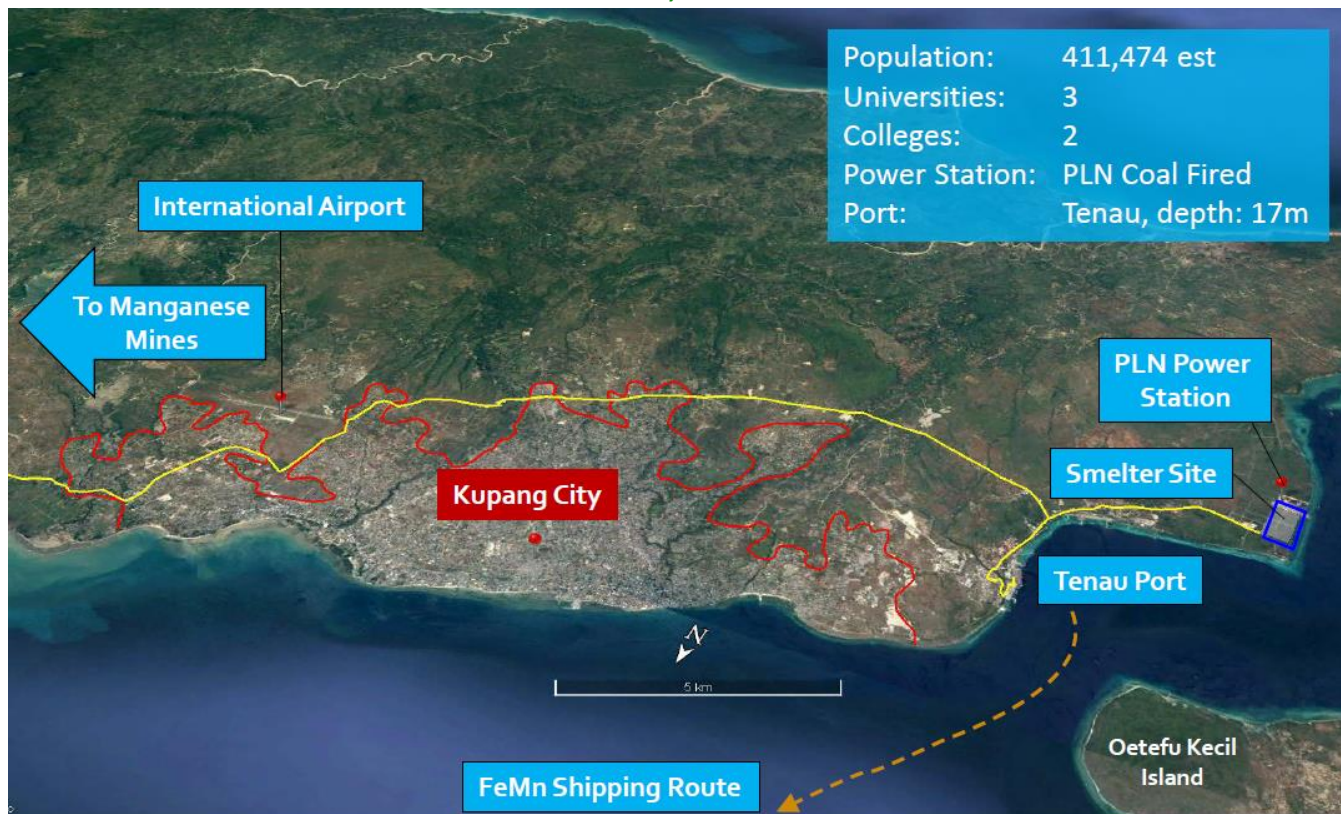 Population: 411,474 est
Universities: 3
Colleges: 2
Power Station: PLN Coal Fired
Port: Tenau, depth: 17m
International Airport
To Manganese
Mines
PLN Power
Station
Smelter Site
Kupang City
Tenau Port
N
5 km
Oetefu Kecil
Island
FeMn Shipping Route